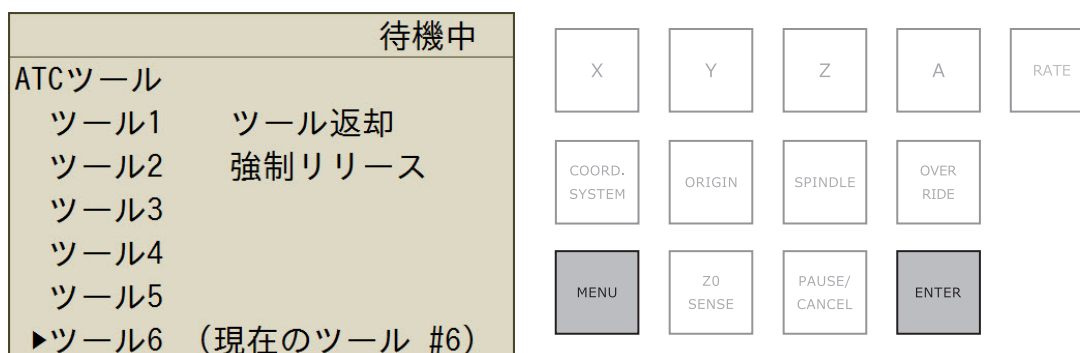 待機中
ATCツール
ツール1 ツール返却
ツール2 強制リリース
ツール3
ツール4
ツール5
▶ツール6 (現在のツール #6)
X Y Z A RATE
COORD. SYSTEM ORIGIN SPINDLE OVER RIDE
MENU Z0 SENSE PAUSE/ CANCEL ENTER